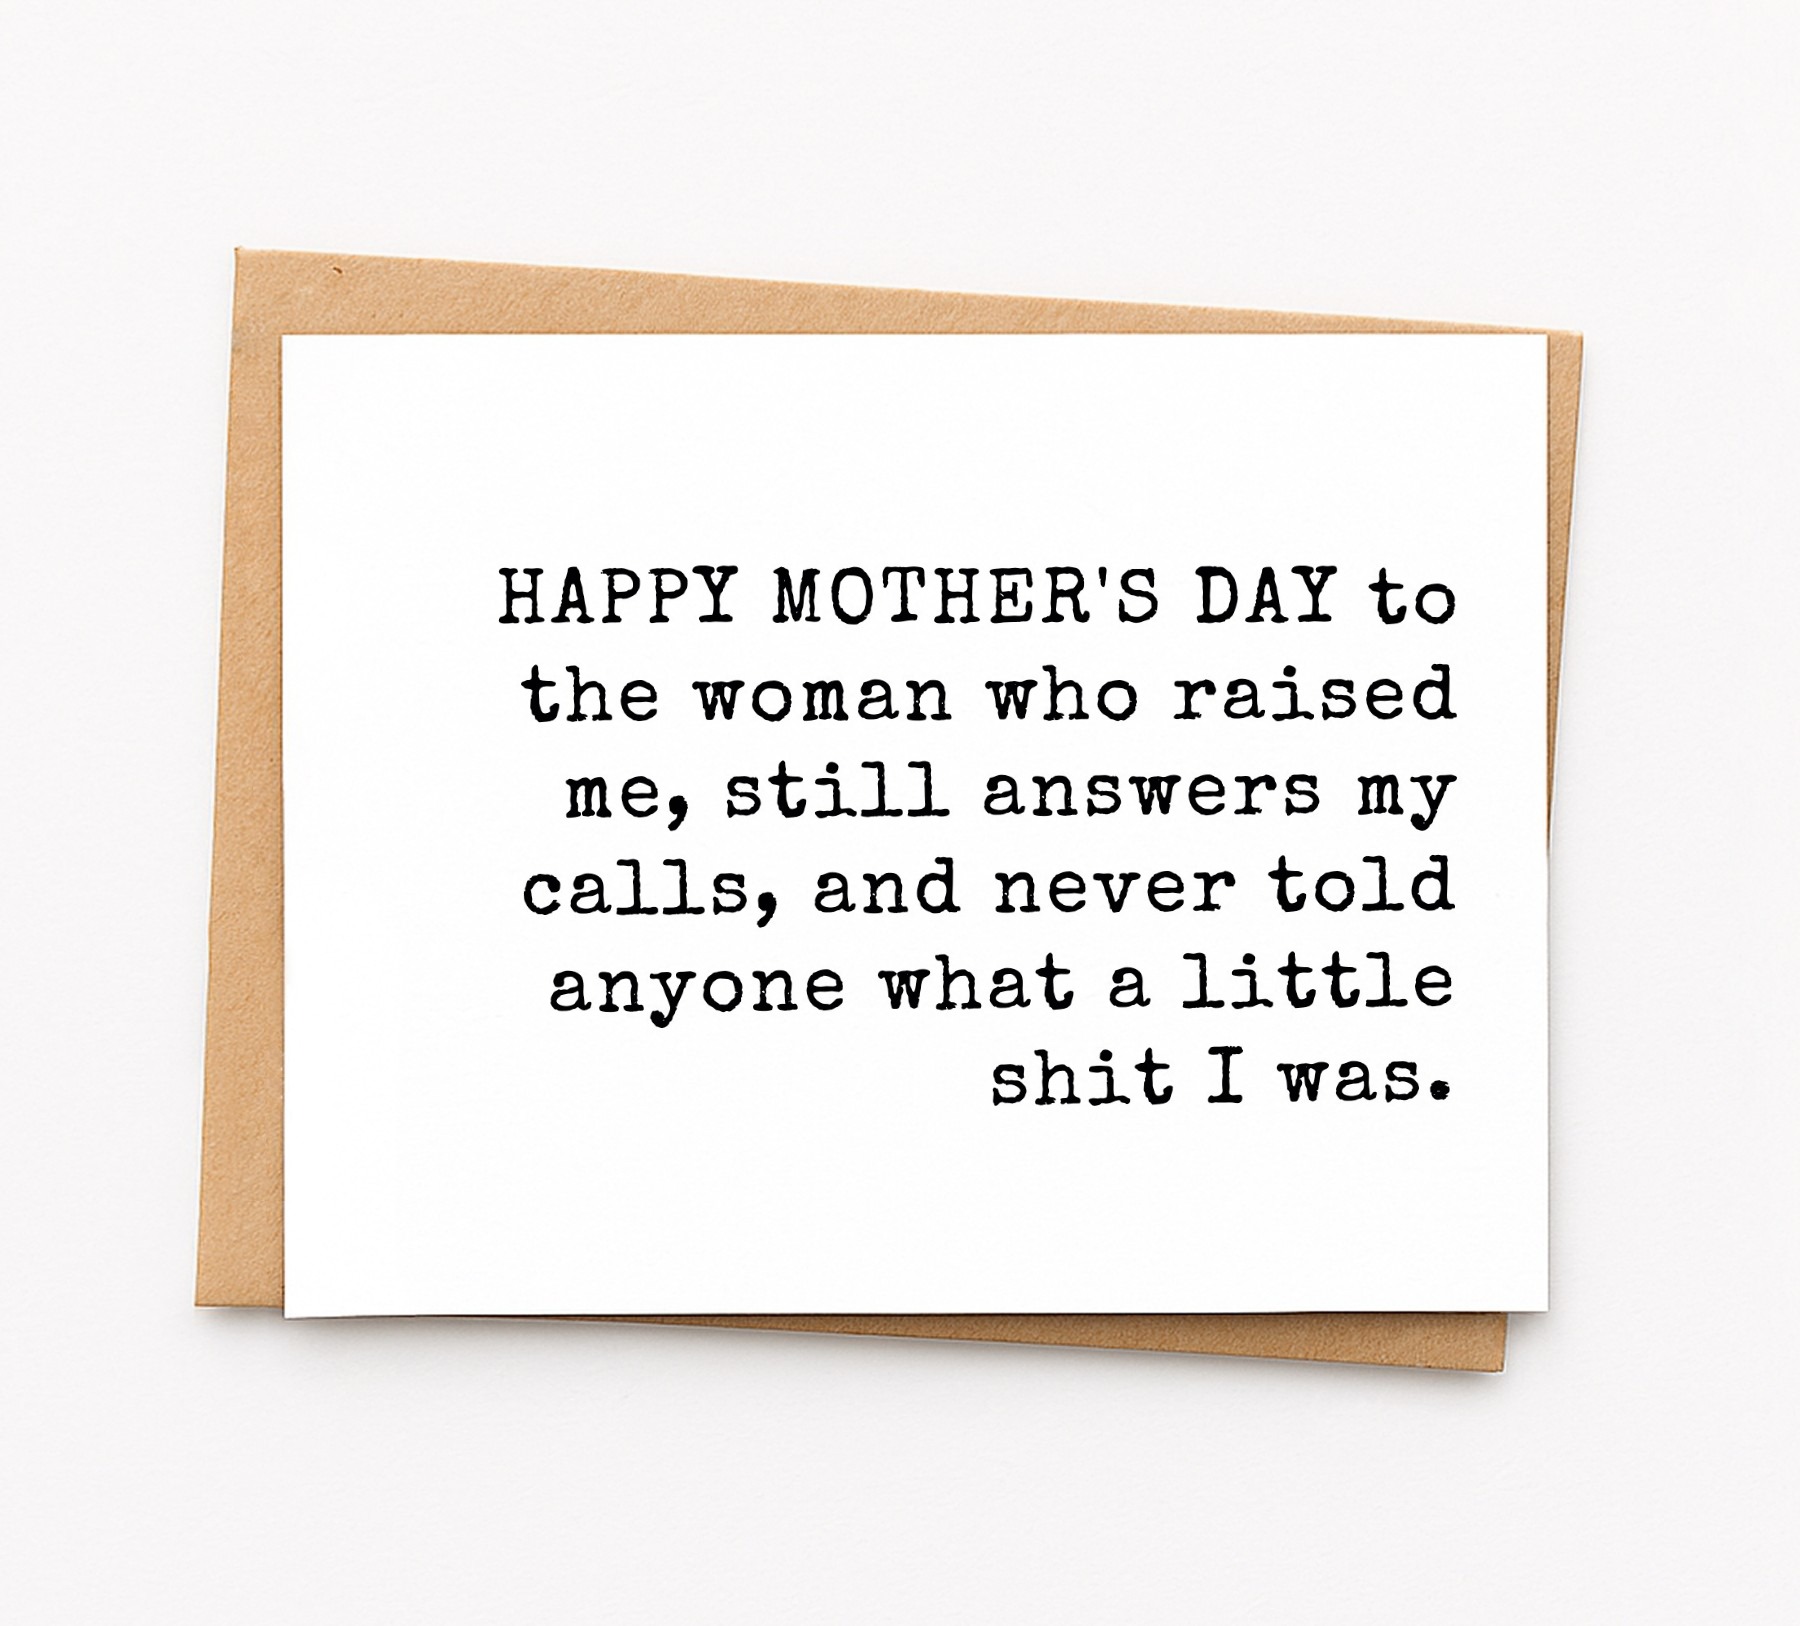 HAPPY MOTHER'S DAY to
the woman who raised
me, still answers my
calls, and never told
anyone what a little
shit I was.